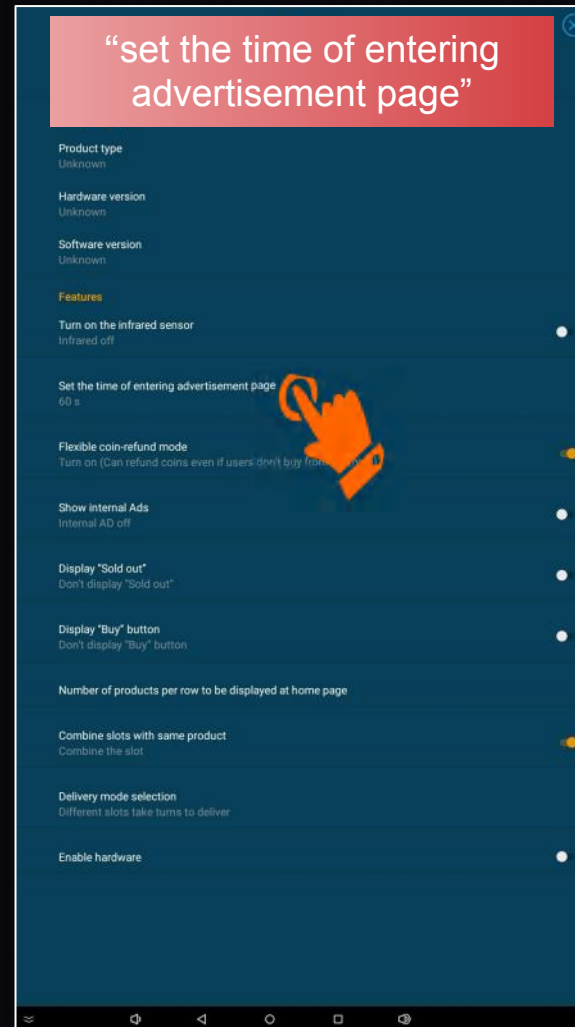 “set the time of entering
advertisement page”
Product type
Unknown
Hardware version
Unknown
Software version
Unknown
Features
Turn on the infrared sensor
Infrared off
Set the time of entering advertisement page
60 s
Flexible coin-refund mode
Turn on (Can refund coins even if users don't buy from
Show internal Ads
Internal AD off
Display "Sold out"
Don't display "Sold out"
Display "Buy" button
Don't display "Buy" button
Number of products per row to be displayed at home page
Combine slots with same product
Combine the slot
Delivery mode selection
Different slots take turns to deliver
Enable hardware